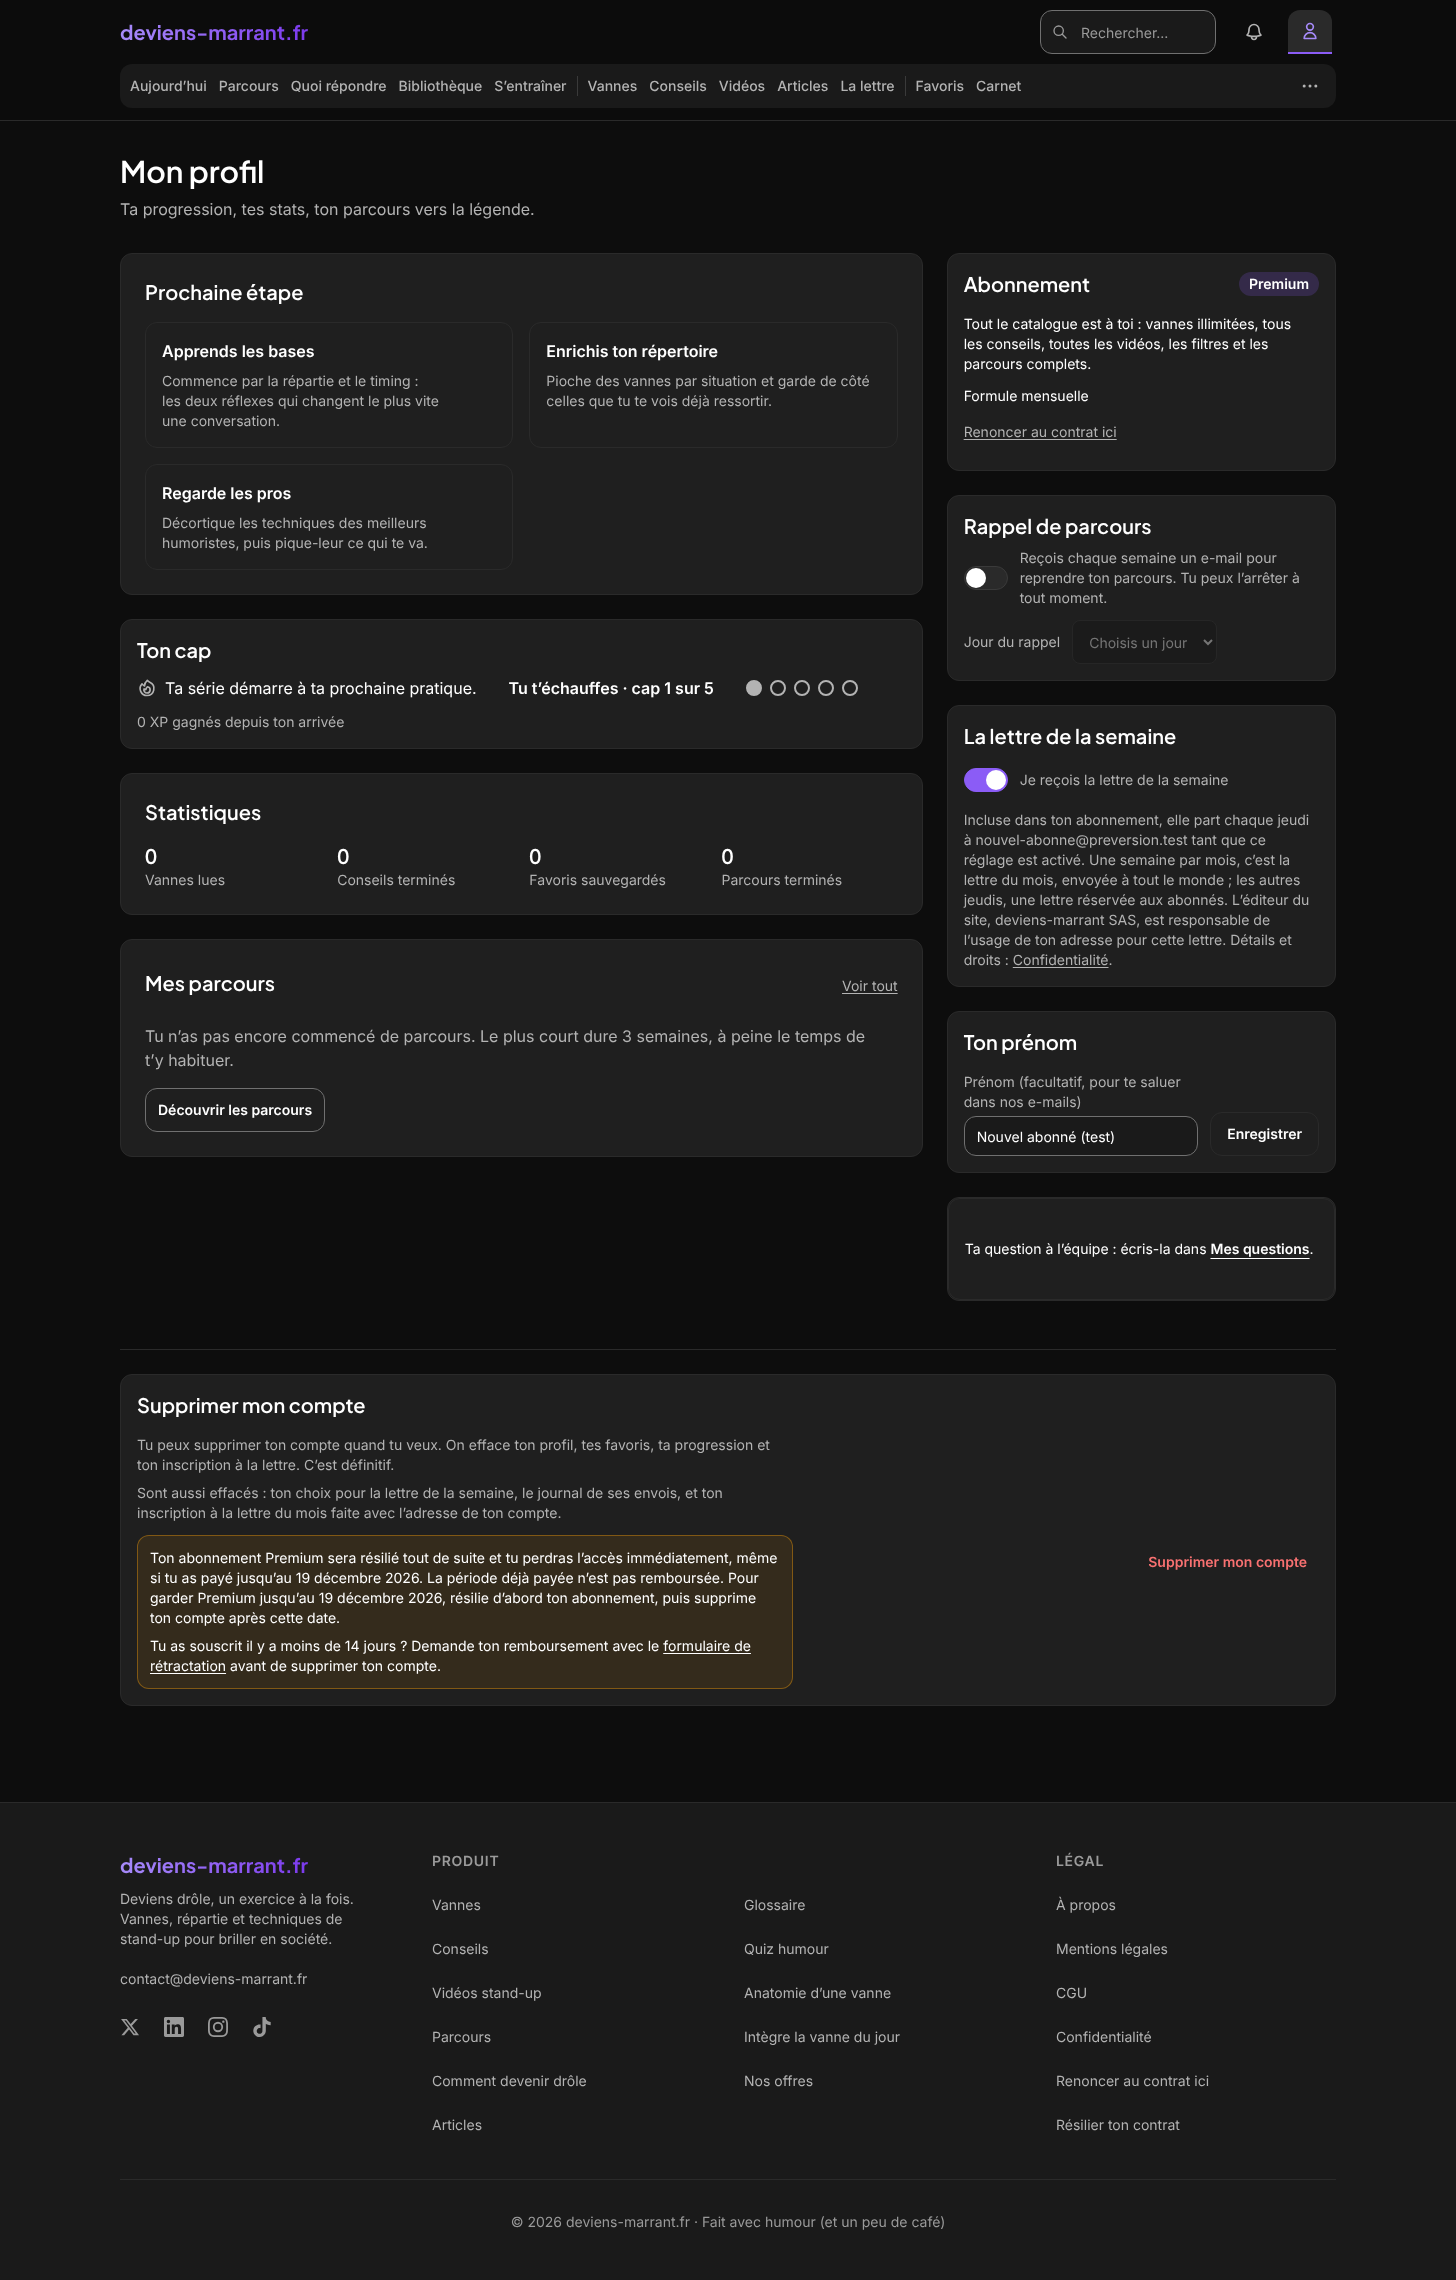 deviens-marrant.fr
Rechercher...
Aujourd’hui Parcours Quoi répondre Bibliothèque S’entraîner Vannes Conseils Vidéos Articles La lettre Favoris Carnet
Mon profil
Ta progression, tes stats, ton parcours vers la légende.
Prochaine étape
Apprends les bases
Commence par la répartie et le timing :
les deux réflexes qui changent le plus vite
une conversation.
Enrichis ton répertoire
Pioche des vannes par situation et garde de côté
celles que tu te vois déjà ressortir.
Regarde les pros
Décortique les techniques des meilleurs
humoristes, puis pique-leur ce qui te va.
Ton cap
Ta série démarre à ta prochaine pratique. Tu t’échauffes · cap 1 sur 5
0 XP gagnés depuis ton arrivée
Statistiques
0
Vannes lues
0
Conseils terminés
0
Favoris sauvegardés
0
Parcours terminés
Mes parcours
Voir tout
Tu n’as pas encore commencé de parcours. Le plus court dure 3 semaines, à peine le temps de
t’y habituer.
Découvrir les parcours
Abonnement
Premium
Tout le catalogue est à toi : vannes illimitées, tous
les conseils, toutes les vidéos, les filtres et les
parcours complets.
Formule mensuelle
Renoncer au contrat ici
Rappel de parcours
Reçois chaque semaine un e-mail pour
reprendre ton parcours. Tu peux l’arrêter à
tout moment.
Jour du rappel
Choisis un jour
La lettre de la semaine
Je reçois la lettre de la semaine
Incluse dans ton abonnement, elle part chaque jeudi
à nouvel-abonne@preversion.test tant que ce
réglage est activé. Une semaine par mois, c’est la
lettre du mois, envoyée à tout le monde ; les autres
jeudis, une lettre réservée aux abonnés. L’éditeur du
site, deviens-marrant SAS, est responsable de
l’usage de ton adresse pour cette lettre. Détails et
droits : Confidentialité.
Ton prénom
Prénom (facultatif, pour te saluer
dans nos e-mails)
Nouvel abonné (test)
Enregistrer
Ta question à l’équipe : écris-la dans Mes questions.
Supprimer mon compte
Tu peux supprimer ton compte quand tu veux. On efface ton profil, tes favoris, ta progression et
ton inscription à la lettre. C’est définitif.
Sont aussi effacés : ton choix pour la lettre de la semaine, le journal de ses envois, et ton
inscription à la lettre du mois faite avec l’adresse de ton compte.
Ton abonnement Premium sera résilié tout de suite et tu perdras l’accès immédiatement, même
si tu as payé jusqu’au 19 décembre 2026. La période déjà payée n’est pas remboursée. Pour
garder Premium jusqu’au 19 décembre 2026, résilie d’abord ton abonnement, puis supprime
ton compte après cette date.
Tu as souscrit il y a moins de 14 jours ? Demande ton remboursement avec le formulaire de
rétractation avant de supprimer ton compte.
Supprimer mon compte
deviens-marrant.fr
Deviens drôle, un exercice à la fois.
Vannes, répartie et techniques de
stand-up pour briller en société.
contact@deviens-marrant.fr
PRODUIT
Vannes
Conseils
Vidéos stand-up
Parcours
Comment devenir drôle
Articles
Glossaire
Quiz humour
Anatomie d’une vanne
Intègre la vanne du jour
Nos offres
LÉGAL
À propos
Mentions légales
CGU
Confidentialité
Renoncer au contrat ici
Résilier ton contrat
© 2026 deviens-marrant.fr · Fait avec humour (et un peu de café)